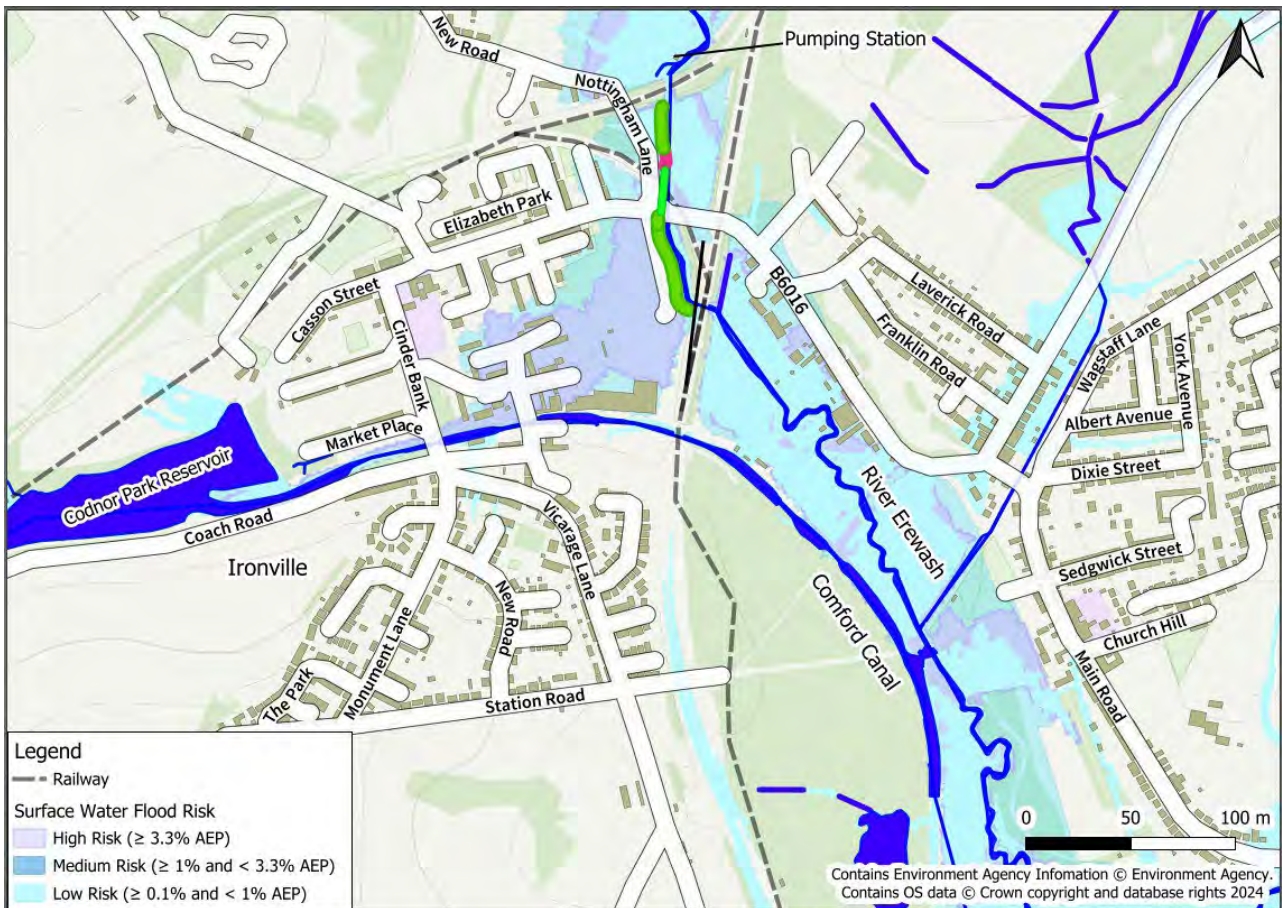 New Road
Pumping Station
Nottingham Lane
Elizabeth Park
Casson Street
Cinder Bank
Market Place
Codnor Park Reservoir
Coach Road
Ironville
Vicarage Lane
New Road
Monument Lane
The Park
Station Road
B6016
Laverick Road
Franklin Road
Wagstaff Lane
York Avenue
Albert Avenue
Dixie Street
River Erewash
Sedgwick Street
Comford Canal
Church Hill
Main Road
Legend
Railway
Surface Water Flood Risk
High Risk (≥ 3.3% AEP)
Medium Risk (≥ 1% and < 3.3% AEP)
Low Risk (≥ 0.1% and < 1% AEP)
0 50 100 m
Contains Environment Agency Infomation © Environment Agency.
Contains OS data © Crown copyright and database rights 2024